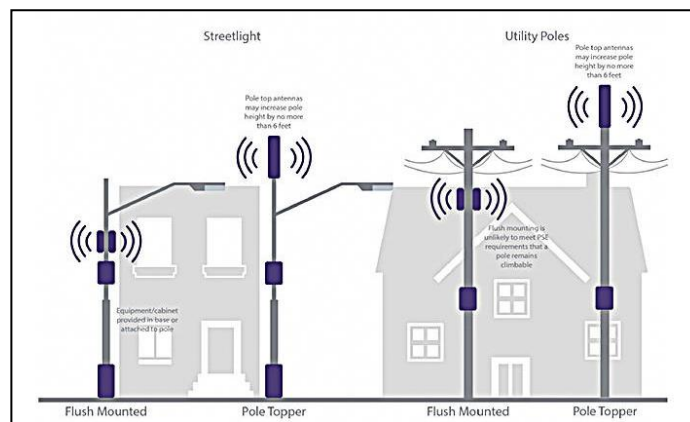 Streetlight
Utility Poles
Pole top antennas
may increase pole
height by no more
than 6 feet
Pole top antennas
may increase pole
height by no more
than 6 feet
Flush mounting is
unlikely to meet PSE
requirements that a
pole remains
climbable
Equipment/cabinet
provided in base or
attached to pole
Flush Mounted
Pole Topper
Flush Mounted
Pole Topper